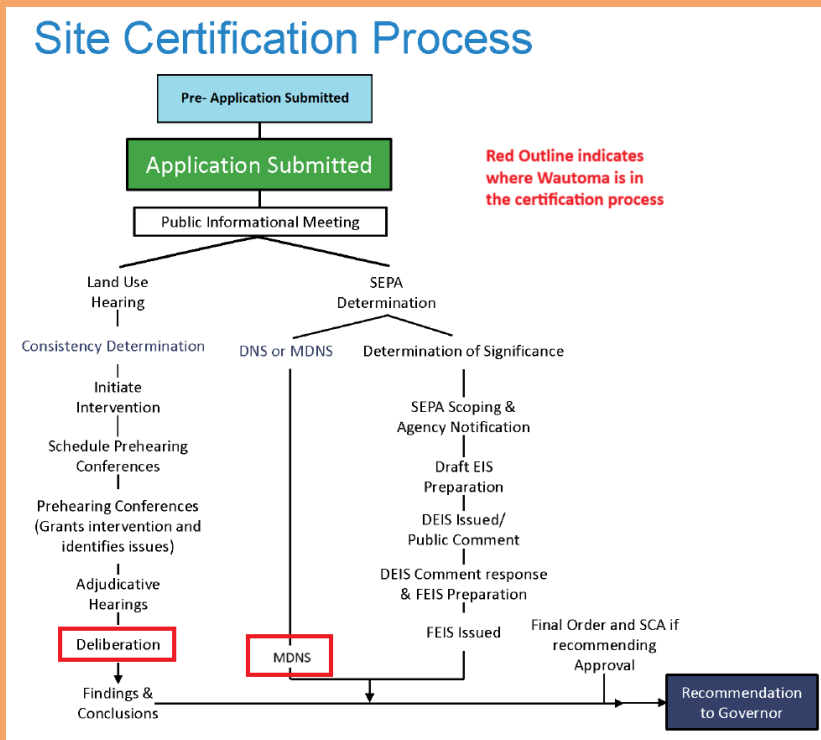 Site Certification Process
Pre- Application Submitted
Application Submitted
Red Outline indicates
where Wautoma is in
the certification process
Public Informational Meeting
Land Use
Hearing
Consistency Determination
Initiate
Intervention
Schedule Prehearing
Conferences
Prehearing Conferences
(Grants intervention and
identifies issues)
Adjudicative
Hearings
Deliberation
Findings &
Conclusions
SEPA
Determination
DNS or MDNS
MDNS
Determination of Significance
SEPA Scoping &
Agency Notification
Draft EIS
Preparation
DEIS Issued/
Public Comment
DEIS Comment response
& FEIS Preparation
FEIS Issued
Final Order and SCA if
recommending
Approval
Recommendation
to Governor